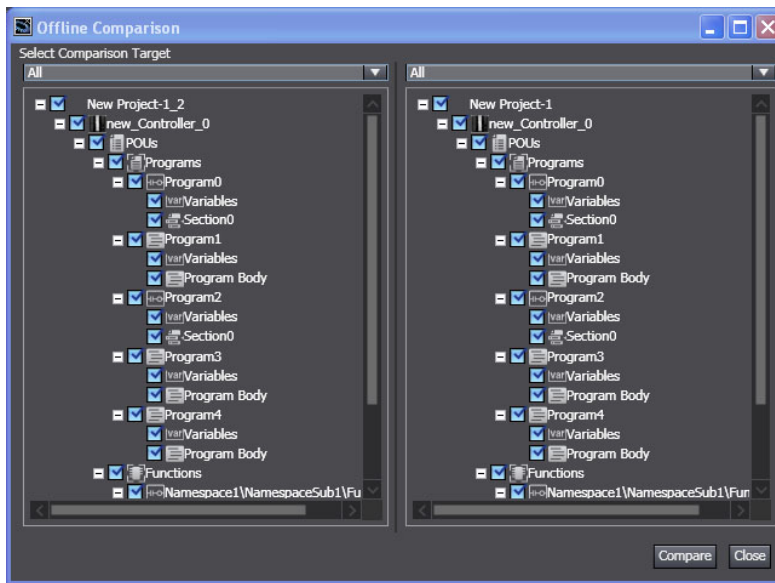 Offline Comparison
Select Comparison Target
All
New Project-1_2
new_Controller_0
POUs
Programs
Program0
Variables
Section0
Program1
Variables
Program Body
Program2
Variables
Section0
Program3
Variables
Program Body
Program4
Variables
Program Body
Functions
Namespace1\NamespaceSub1\Fu
All
New Project-1
new_Controller_0
POUs
Programs
Program0
Variables
Section0
Program1
Variables
Program Body
Program2
Variables
Section0
Program3
Variables
Program Body
Program4
Variables
Program Body
Functions
Namespace1\NamespaceSub1\Fun
Compare Close